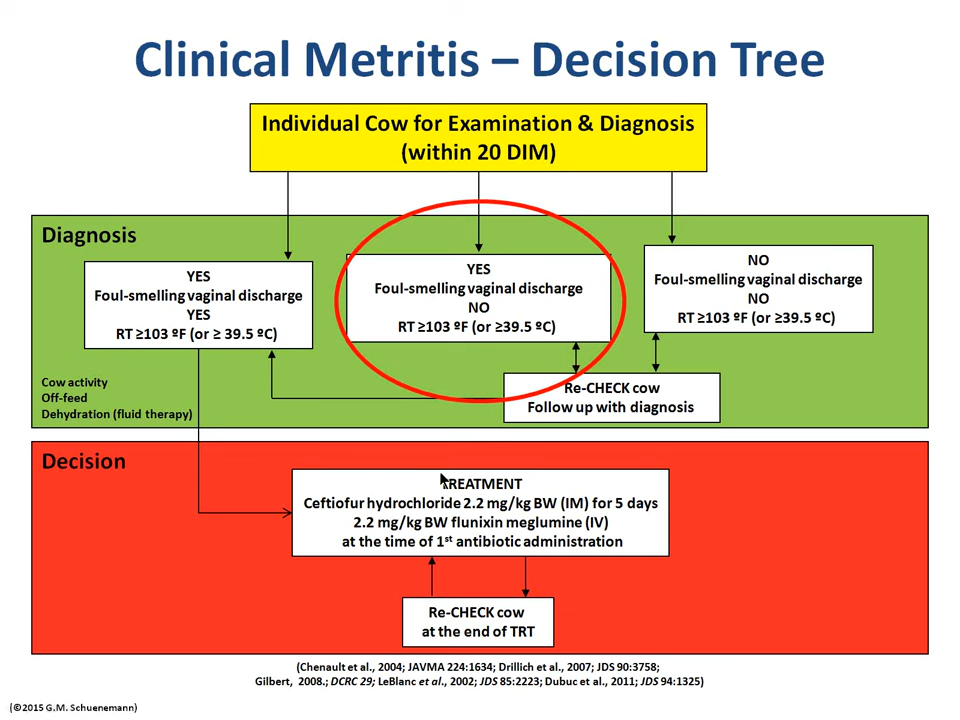 Clinical Metritis – Decision Tree
Individual Cow for Examination & Diagnosis
(within 20 DIM)
Diagnosis
YES
Foul-smelling vaginal discharge
YES
RT ≥103 ºF (or ≥ 39.5 ºC)
YES
Foul-smelling vaginal discharge
NO
RT ≥103 ºF (or ≥39.5 ºC)
NO
Foul-smelling vaginal discharge
NO
RT ≥103 ºF (or ≥39.5 ºC)
Cow activity
Off-feed
Dehydration (fluid therapy)
Re-CHECK cow
Follow up with diagnosis
Decision
TREATMENT
Ceftiofur hydrochloride 2.2 mg/kg BW (IM) for 5 days
2.2 mg/kg BW flunixin meglumine (IV)
at the time of 1st antibiotic administration
Re-CHECK cow
at the end of TRT
(Chenault et al., 2004; JAVMA 224:1634; Drillich et al., 2007; JDS 90:3758;
Gilbert, 2008.; DCRC 29; LeBlanc et al., 2002; JDS 85:2223; Dubuc et al., 2011; JDS 94:1325)
(©2015 G.M. Schuenemann)